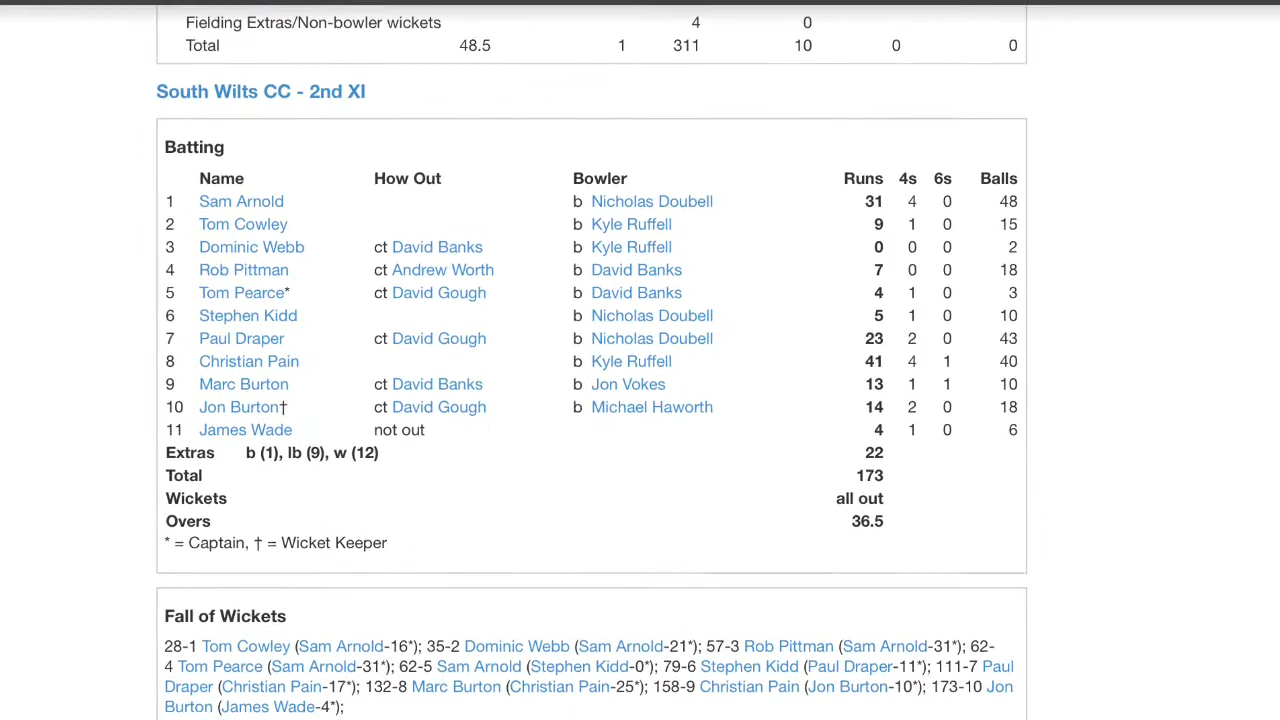 Fielding Extras/Non-bowler wickets 4 0
Total 48.5 1 311 10 0 0
South Wilts CC - 2nd XI
Batting
Name How Out Bowler Runs 4s 6s Balls
1 Sam Arnold b Nicholas Doubell 31 4 0 48
2 Tom Cowley b Kyle Ruffell 9 1 0 15
3 Dominic Webb ct David Banks b Kyle Ruffell 0 0 0 2
4 Rob Pittman ct Andrew Worth b David Banks 7 0 0 18
5 Tom Pearce* ct David Gough b David Banks 4 1 0 3
6 Stephen Kidd b Nicholas Doubell 5 1 0 10
7 Paul Draper ct David Gough b Nicholas Doubell 23 2 0 43
8 Christian Pain b Kyle Ruffell 41 4 1 40
9 Marc Burton ct David Banks b Jon Vokes 13 1 1 10
10 Jon Burton† ct David Gough b Michael Haworth 14 2 0 18
11 James Wade not out 4 1 0 6
Extras b (1), lb (9), w (12) 22
Total 173
Wickets all out
Overs 36.5
* = Captain, † = Wicket Keeper
Fall of Wickets
28-1 Tom Cowley (Sam Arnold-16*); 35-2 Dominic Webb (Sam Arnold-21*); 57-3 Rob Pittman (Sam Arnold-31*); 62-
4 Tom Pearce (Sam Arnold-31*); 62-5 Sam Arnold (Stephen Kidd-0*); 79-6 Stephen Kidd (Paul Draper-11*); 111-7 Paul
Draper (Christian Pain-17*); 132-8 Marc Burton (Christian Pain-25*); 158-9 Christian Pain (Jon Burton-10*); 173-10 Jon
Burton (James Wade-4*);